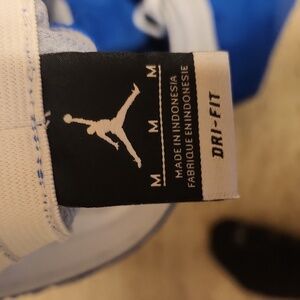 M M M
MADE IN INDONESIA
FABRIQUE EN INDONESIE
DRI-FIT